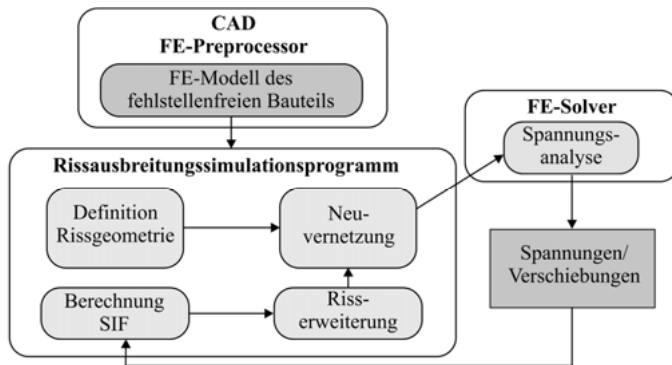 CAD
FE-Preprocessor
FE-Modell des
fehlstellenfreien Bauteils
FE-Solver
Spannungs-
analyse
Rissausbreitungssimulationsprogramm
Definition
Rissgeometrie
Neu-
vernetzung
Spannungen/
Verschiebungen
Berechnung
SIF
Riss-
erweiterung